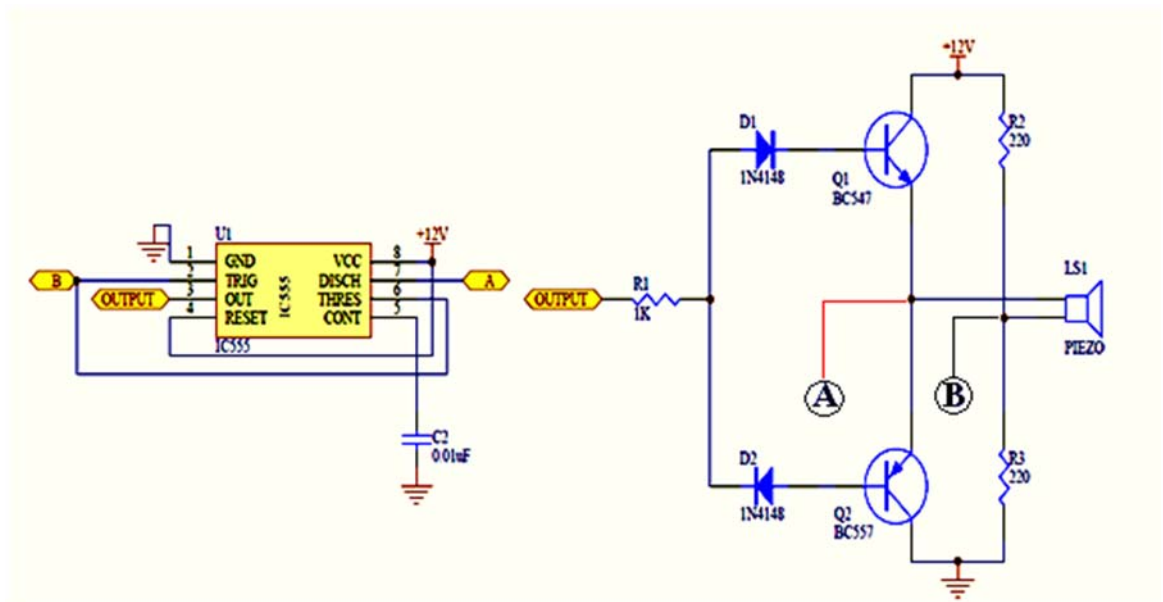 U1
IC555
1 GND
2 TRIG
3 OUT
4 RESET
VCC 8
DISCH 7
THRES 6
CONT 5
IC555
+12V
B
OUTPUT
A
C2
0.01uF
OUTPUT
R1
1K
D1
1N4148
D2
1N4148
Q1
BC547
Q2
BC557
+12V
R2
220
R3
220
LS1
PIEZO
A
B